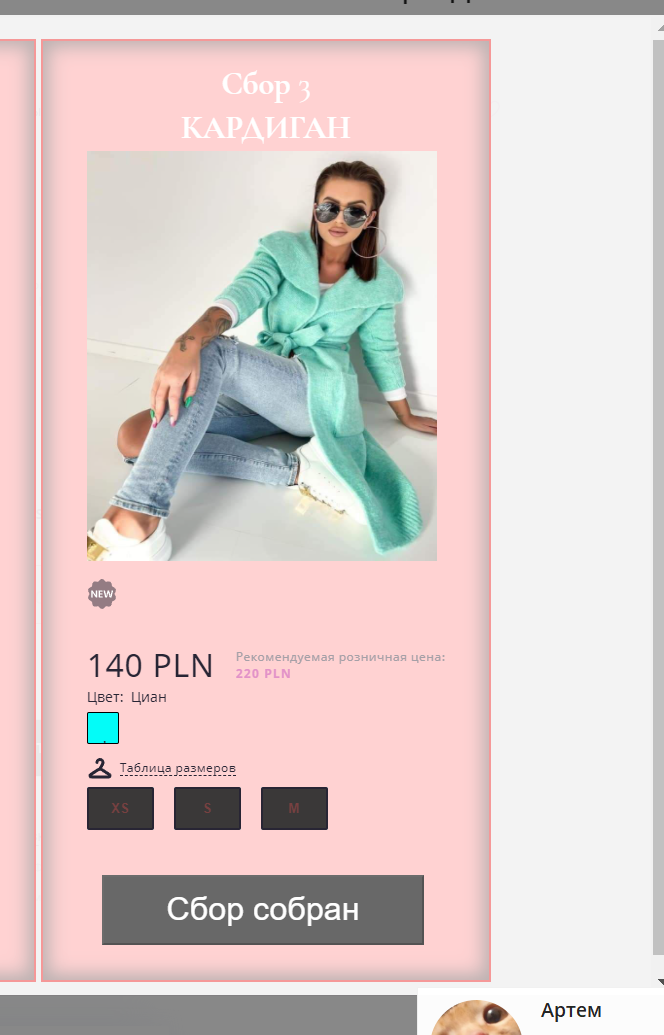 Сбор 3
КАРДИГАН
NEW
140 PLN
Рекомендуемая розничная цена:
220 PLN
Цвет: Циан
Таблица размеров
XS
S
M
Сбор собран
Артем